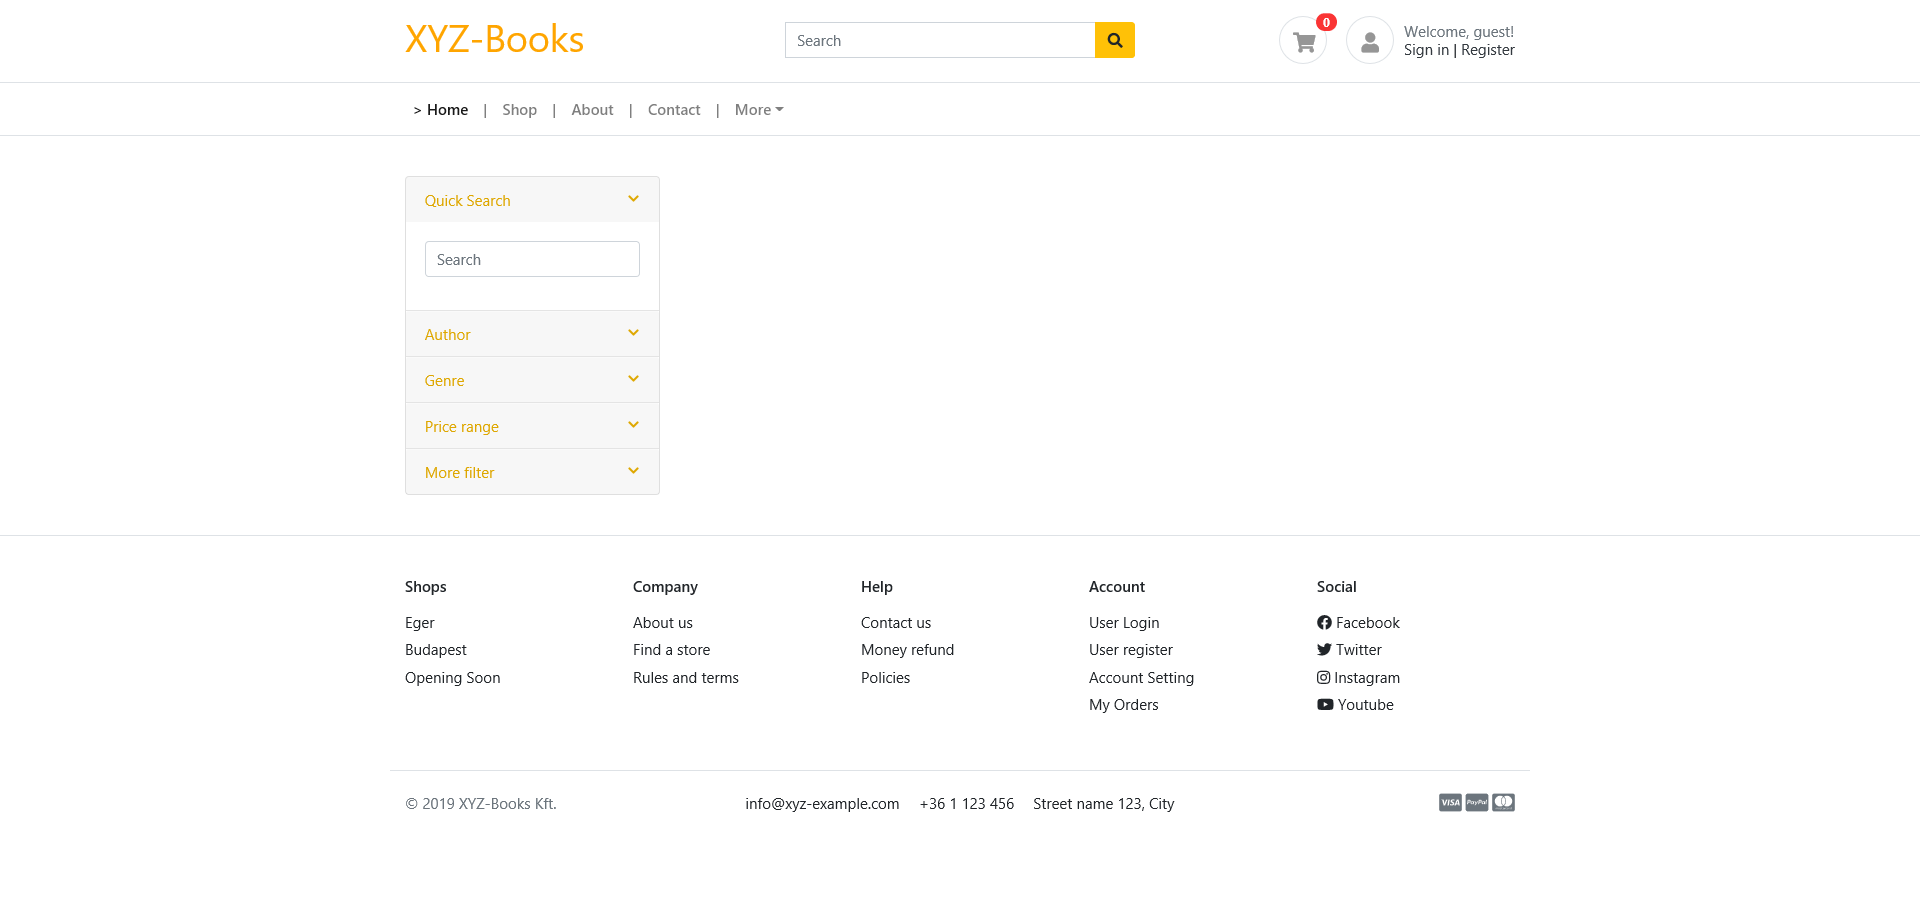 XYZ-Books
Search
0
Welcome, guest!
Sign in | Register
> Home | Shop | About | Contact | More
Quick Search
Search
Author
Genre
Price range
More filter
Shops
Eger
Budapest
Opening Soon
Company
About us
Find a store
Rules and terms
Help
Contact us
Money refund
Policies
Account
User Login
User register
Account Setting
My Orders
Social
Facebook
Twitter
Instagram
Youtube
© 2019 XYZ-Books Kft.
info@xyz-example.com +36 1 123 456 Street name 123, City
VISA PayPal